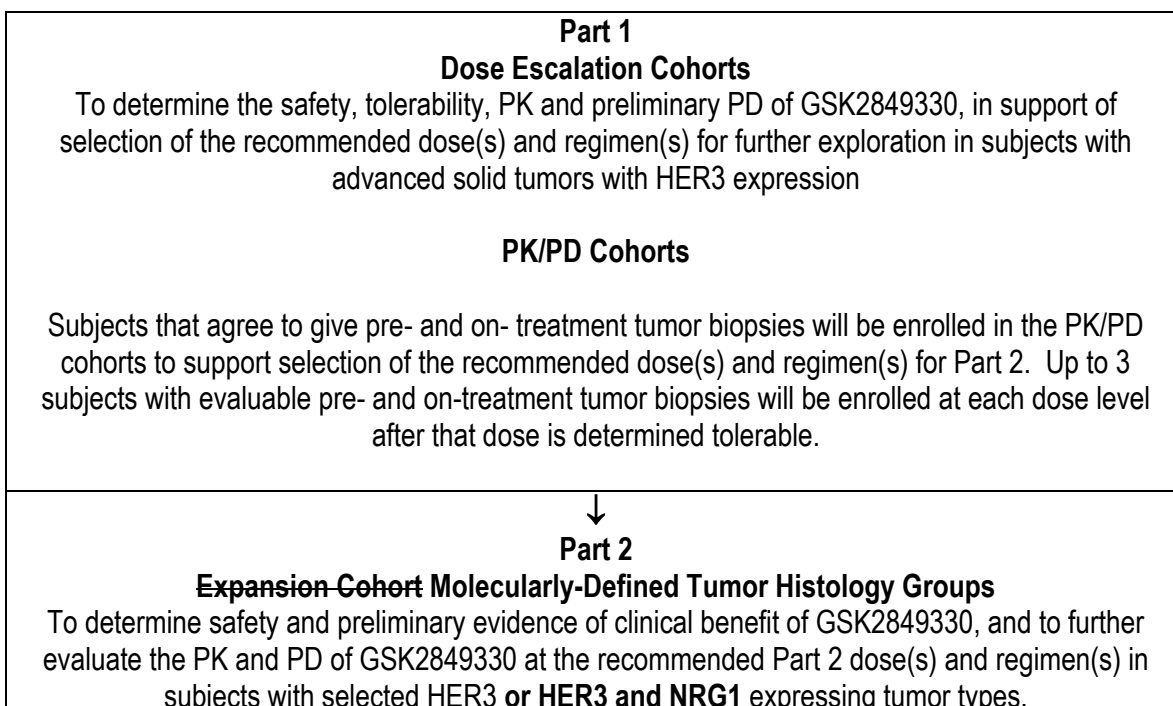 Part 1
Dose Escalation Cohorts
To determine the safety, tolerability, PK and preliminary PD of GSK2849330, in support of
selection of the recommended dose(s) and regimen(s) for further exploration in subjects with
advanced solid tumors with HER3 expression
PK/PD Cohorts
Subjects that agree to give pre- and on- treatment tumor biopsies will be enrolled in the PK/PD
cohorts to support selection of the recommended dose(s) and regimen(s) for Part 2. Up to 3
subjects with evaluable pre- and on-treatment tumor biopsies will be enrolled at each dose level
after that dose is determined tolerable.
↓
Part 2
Expansion Cohort Molecularly-Defined Tumor Histology Groups
To determine safety and preliminary evidence of clinical benefit of GSK2849330, and to further
evaluate the PK and PD of GSK2849330 at the recommended Part 2 dose(s) and regimen(s) in
subjects with selected HER3 or HER3 and NRG1 expressing tumor types.